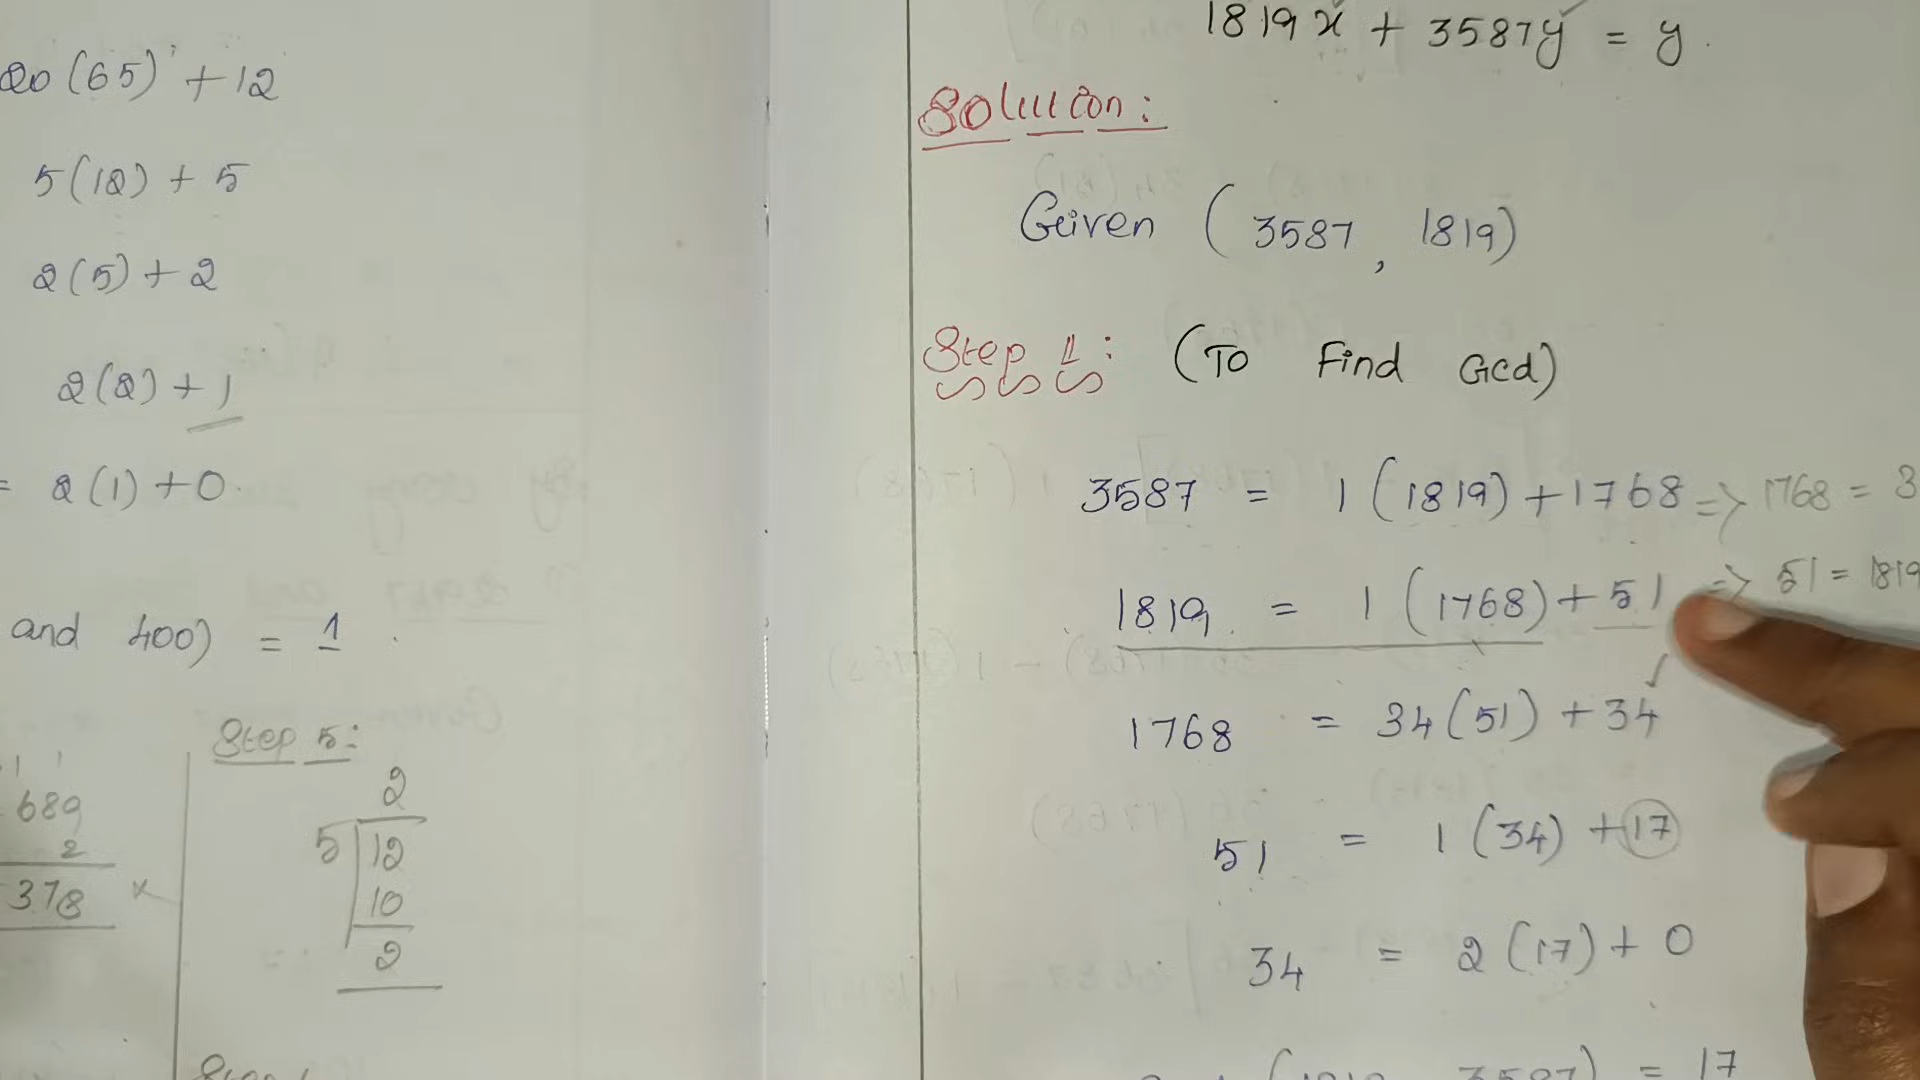 20(65) + 12
5(12) + 5
2(5) + 2
2(2) + 1
= 2(1) + 0
and 400) = 1
689
2
378
Step 5:
2
5 12
10
2
1819x + 3587y = y.
Solution:
Given (3587, 1819)
Step 1: (To Find Gcd)
3587 = 1(1819) + 1768 => 1768 = 3
1819 = 1(1768) + 51 => 51 = 1819
1768 = 34(51) + 34
51 = 1(34) + 17
34 = 2(17) + 0
(1819, 3587) = 17